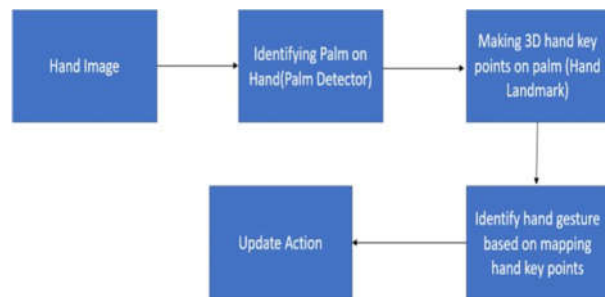 Hand Image
Identifying Palm on
Hand(Palm Detector)
Making 3D hand key
points on palm (Hand
Landmark)
Identify hand gesture
based on mapping
hand key points
Update Action